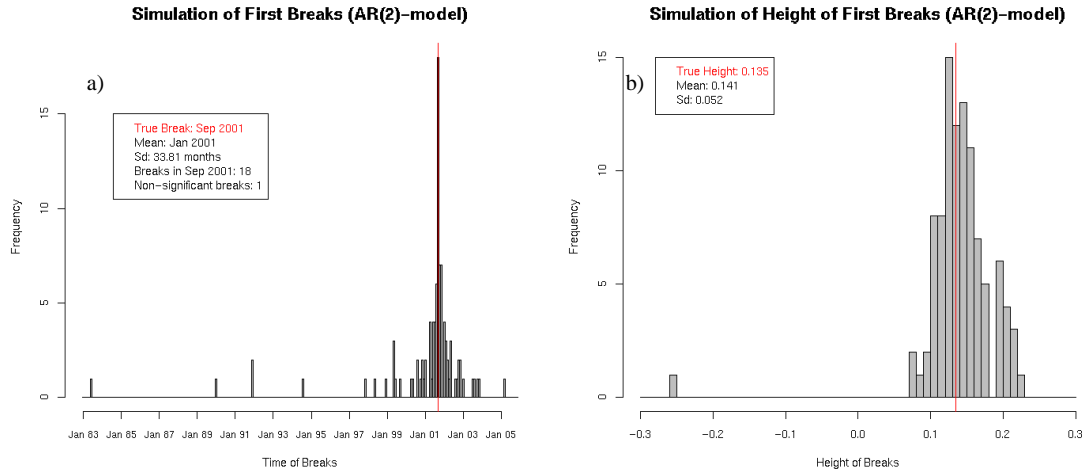 Simulation of First Breaks (AR(2)−model)
a)
True Break: Sep 2001
Mean: Jan 2001
Sd: 33.81 months
Breaks in Sep 2001: 18
Non−significant breaks: 1
Frequency
0
5
10
15
Jan 83 Jan 85 Jan 87 Jan 89 Jan 91 Jan 93 Jan 95 Jan 97 Jan 99 Jan 01 Jan 03 Jan 05
Time of Breaks
Simulation of Height of First Breaks (AR(2)−model)
b)
True Height: 0.135
Mean: 0.141
Sd: 0.052
Frequency
0
5
10
15
−0.3 −0.2 −0.1 0.0 0.1 0.2 0.3
Height of Breaks